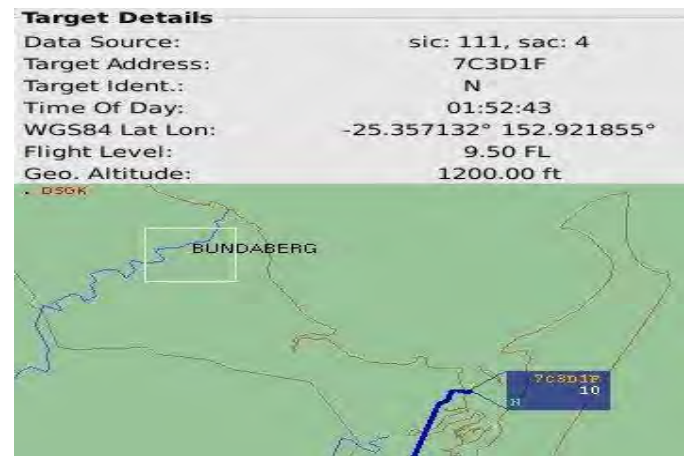 Target Details
Data Source: sic: 111, sac: 4
Target Address: 7C3D1F
Target Ident.: N
Time Of Day: 01:52:43
WGS84 Lat Lon: -25.357132° 152.921855°
Flight Level: 9.50 FL
Geo. Altitude: 1200.00 ft
DSGK
BUNDABERG
7C3D1F
10
N